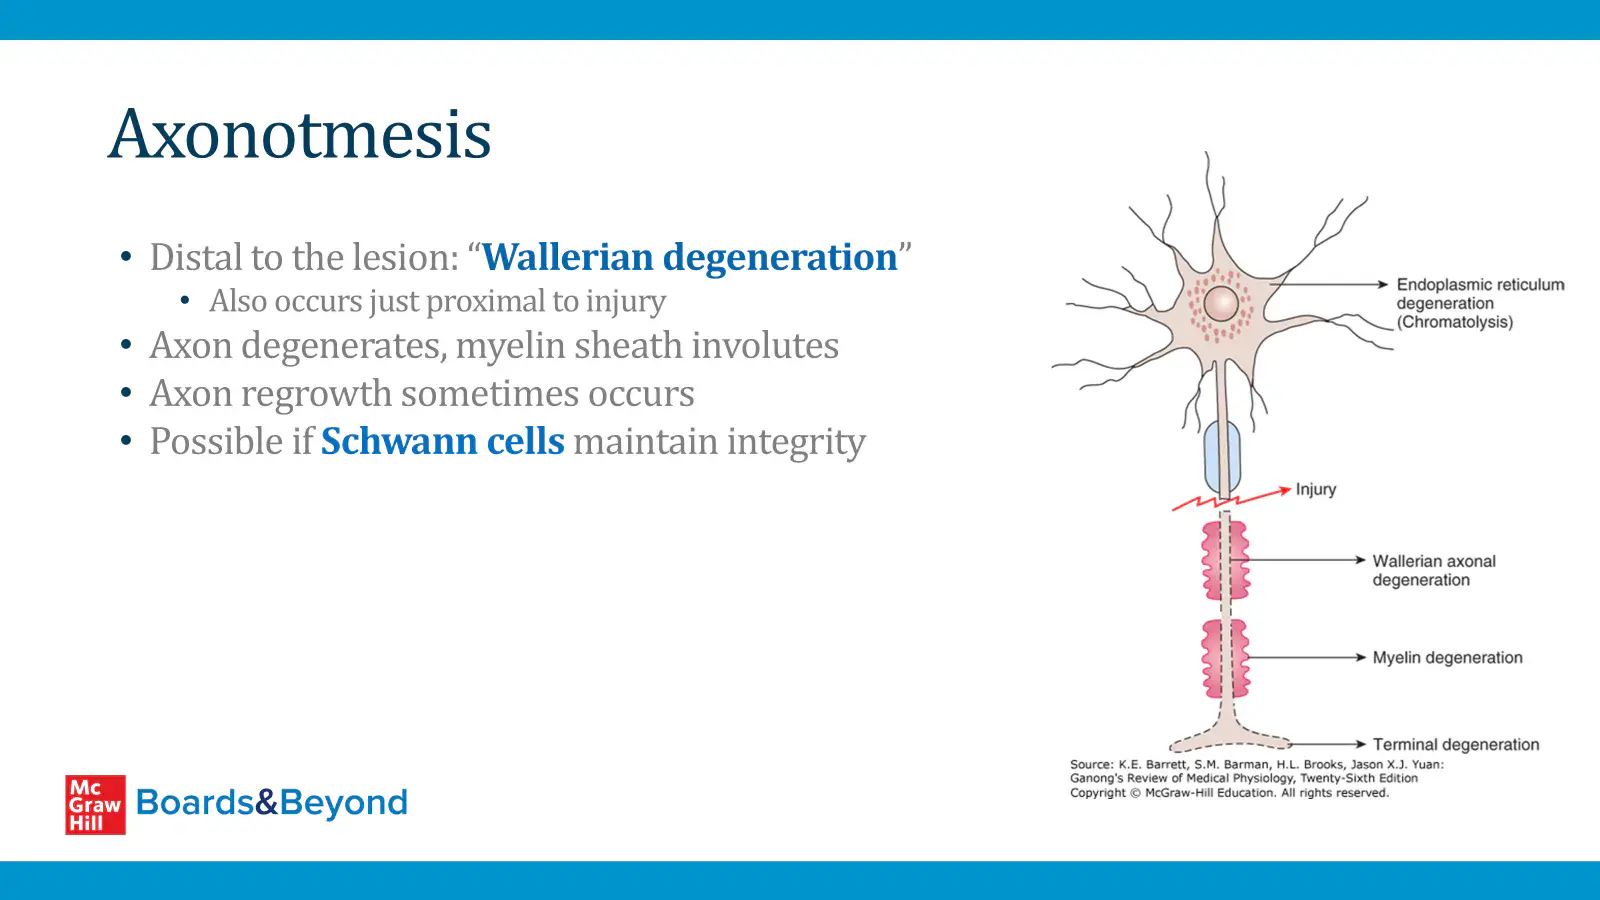 Axonotmesis
• Distal to the lesion: “Wallerian degeneration”
• Also occurs just proximal to injury
• Axon degenerates, myelin sheath involutes
• Axon regrowth sometimes occurs
• Possible if Schwann cells maintain integrity
Endoplasmic reticulum
degeneration
(Chromatolysis)
Injury
Wallerian axonal
degeneration
Myelin degeneration
Terminal degeneration
Source: K.E. Barrett, S.M. Barman, H.L. Brooks, Jason X.J. Yuan:
Ganong's Review of Medical Physiology, Twenty-Sixth Edition
Copyright © McGraw-Hill Education. All rights reserved.
Mc
Graw
Hill
Boards&Beyond